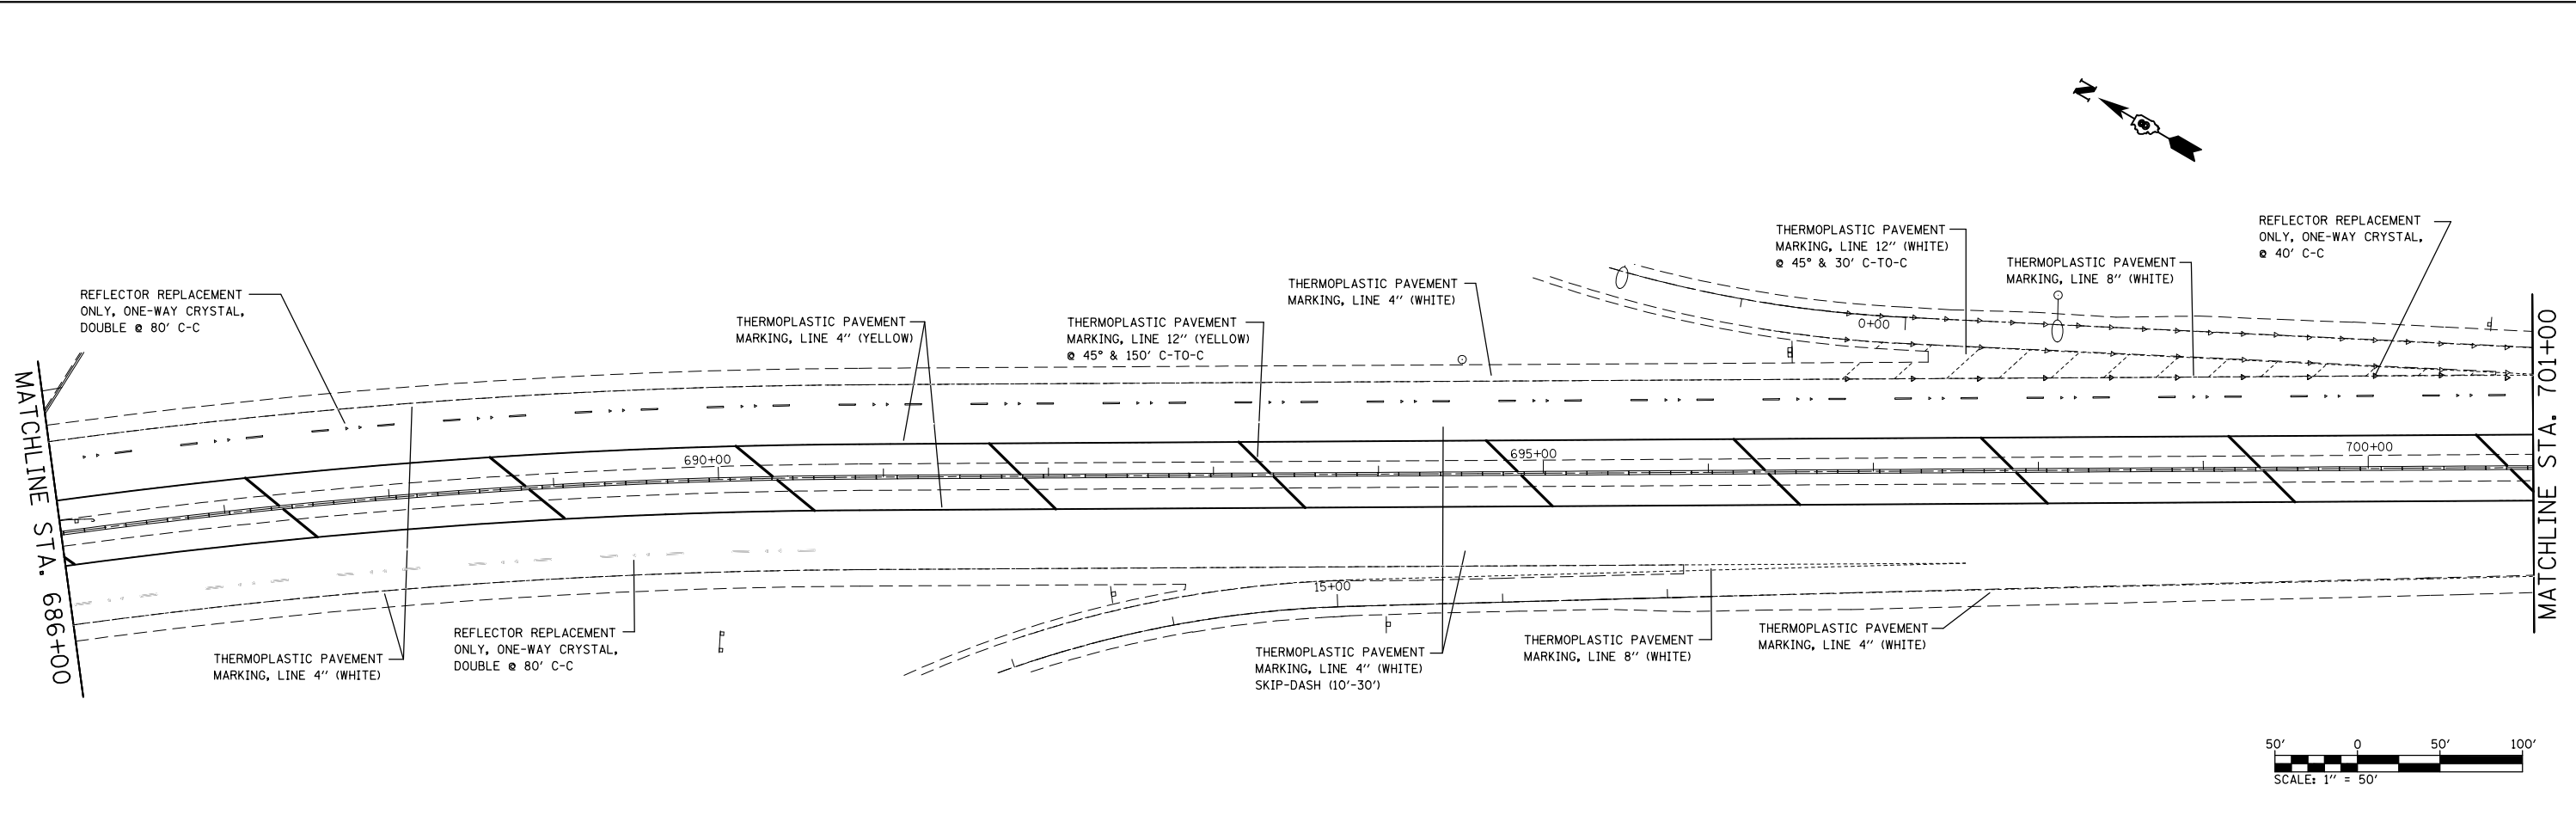 N
REFLECTOR REPLACEMENT
ONLY, ONE-WAY CRYSTAL,
DOUBLE @ 80' C-C
THERMOPLASTIC PAVEMENT
MARKING, LINE 4" (YELLOW)
THERMOPLASTIC PAVEMENT
MARKING, LINE 12" (YELLOW)
@ 45° & 150' C-TO-C
THERMOPLASTIC PAVEMENT
MARKING, LINE 4" (WHITE)
THERMOPLASTIC PAVEMENT
MARKING, LINE 12" (WHITE)
@ 45° & 30' C-TO-C
THERMOPLASTIC PAVEMENT
MARKING, LINE 8" (WHITE)
REFLECTOR REPLACEMENT
ONLY, ONE-WAY CRYSTAL,
@ 40' C-C
0+00
MATCHLINE STA. 686+00
690+00
695+00
700+00
MATCHLINE STA. 701+00
15+00
THERMOPLASTIC PAVEMENT
MARKING, LINE 4" (WHITE)
REFLECTOR REPLACEMENT
ONLY, ONE-WAY CRYSTAL,
DOUBLE @ 80' C-C
THERMOPLASTIC PAVEMENT
MARKING, LINE 4" (WHITE)
SKIP-DASH (10'-30')
THERMOPLASTIC PAVEMENT
MARKING, LINE 8" (WHITE)
THERMOPLASTIC PAVEMENT
MARKING, LINE 4" (WHITE)
50' 0 50' 100'
SCALE: 1" = 50'